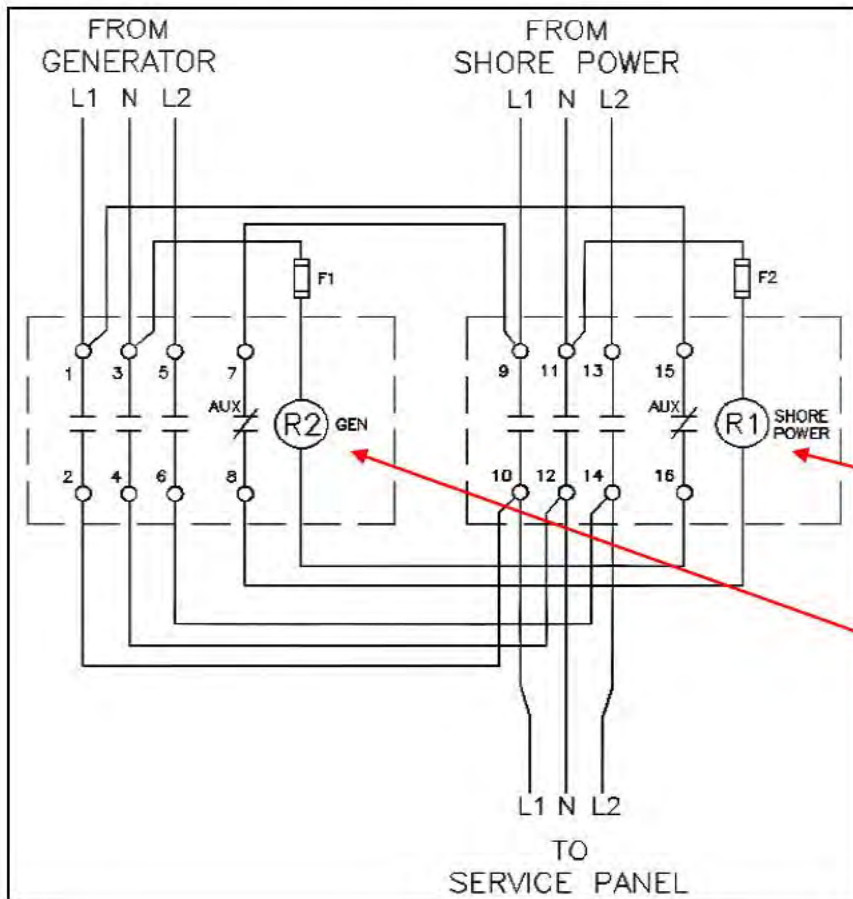 FROM
GENERATOR
L1 N L2
FROM
SHORE POWER
L1 N L2
F1
F2
1 3 5 7
9 11 13 15
AUX
R2 GEN
AUX
R1 SHORE
POWER
2 4 6 8
10 12 14 16
L1 N L2
TO
SERVICE PANEL